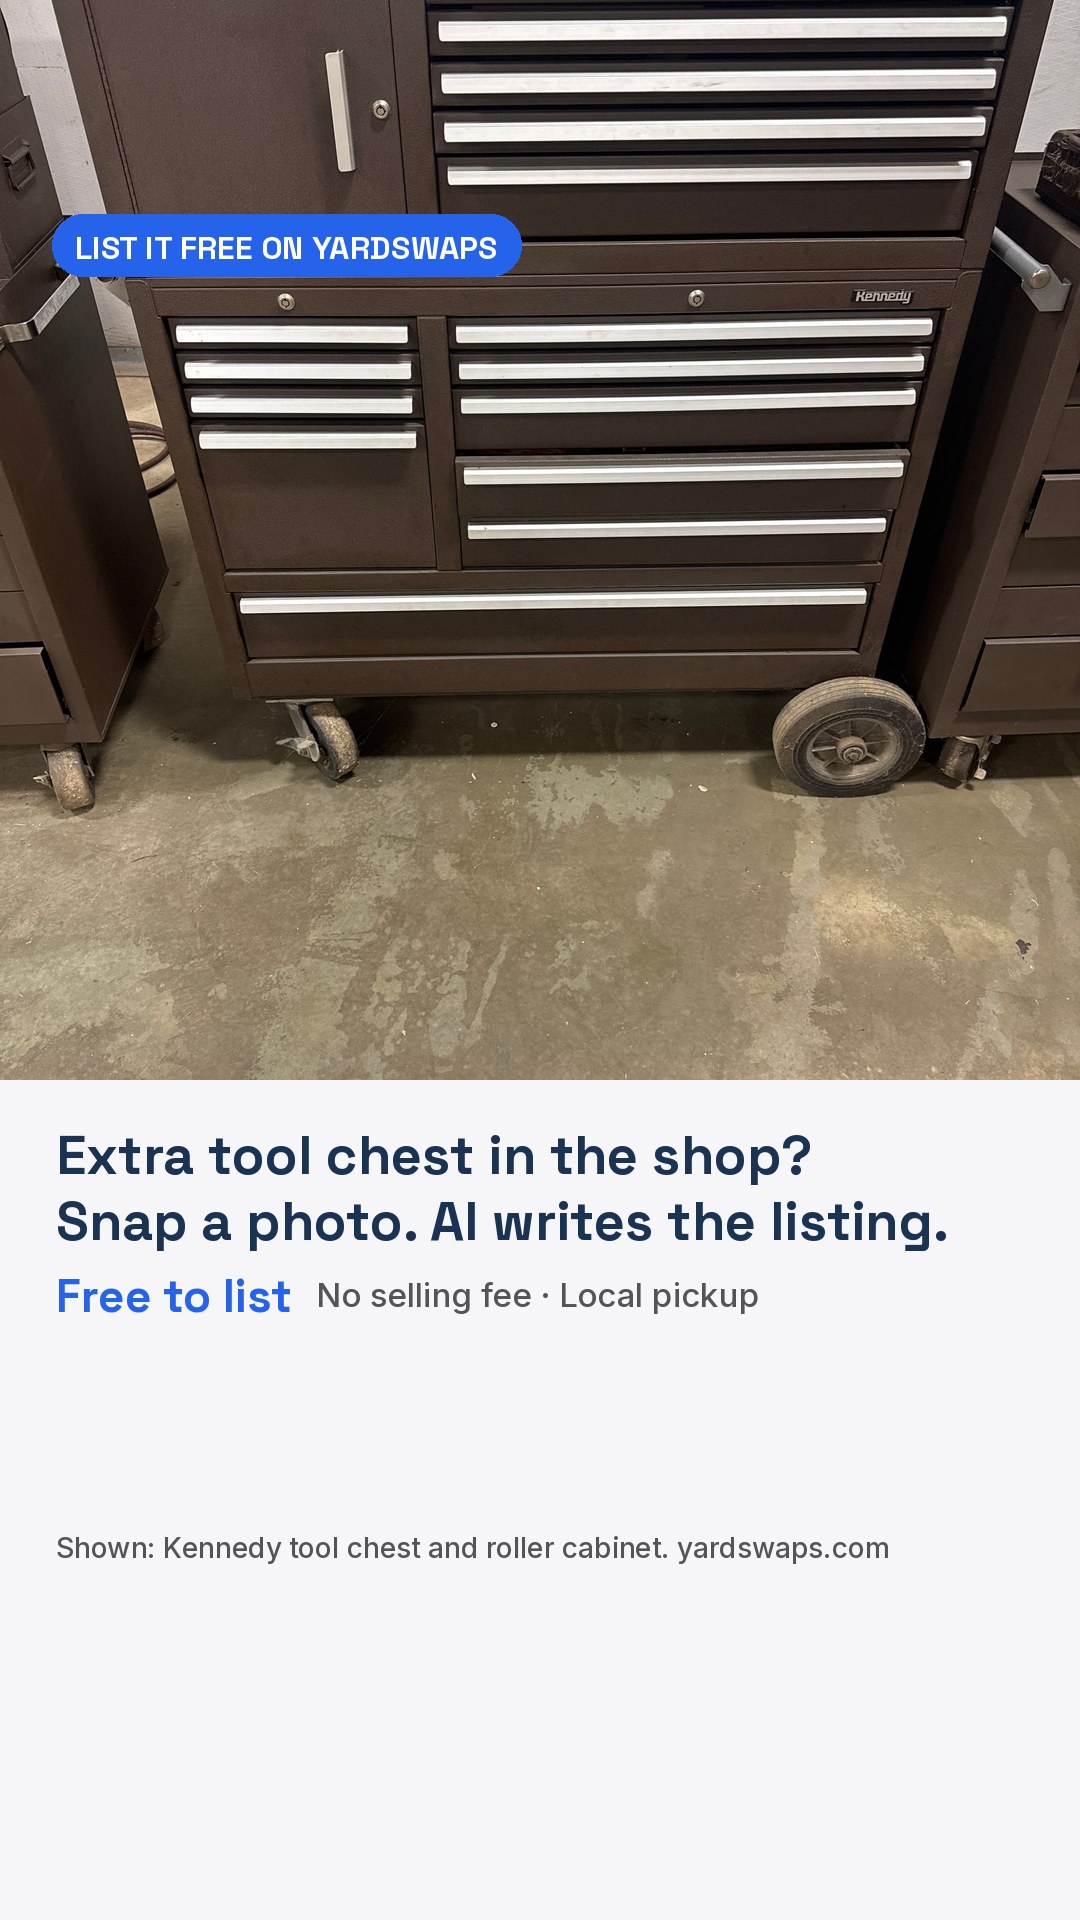 LIST IT FREE ON YARDSWAPS
Kennedy
Extra tool chest in the shop?
Snap a photo. AI writes the listing.
Free to list No selling fee · Local pickup
Shown: Kennedy tool chest and roller cabinet. yardswaps.com